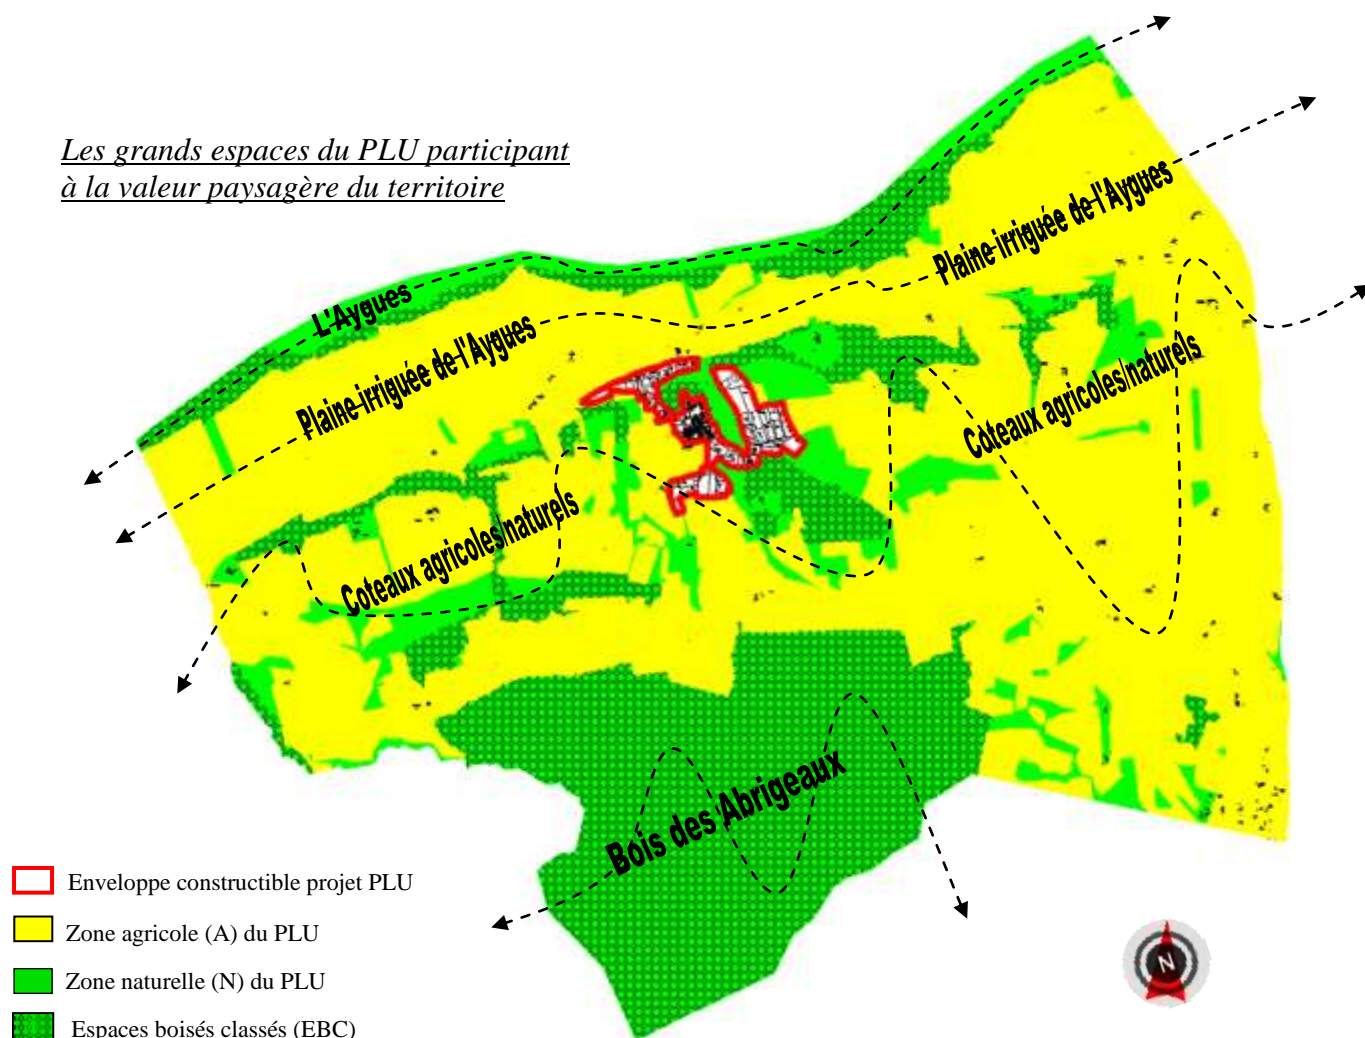 Les grands espaces du PLU participant
à la valeur paysagère du territoire
L'Aygues
Plaine irriguée de l'Aygues
Plaine irriguée de l'Aygues
Coteaux agricoles/naturels
Coteaux agricoles/naturels
Bois des Abrigeaux
Enveloppe constructible projet PLU
Zone agricole (A) du PLU
Zone naturelle (N) du PLU
Espaces boisés classés (EBC)
N